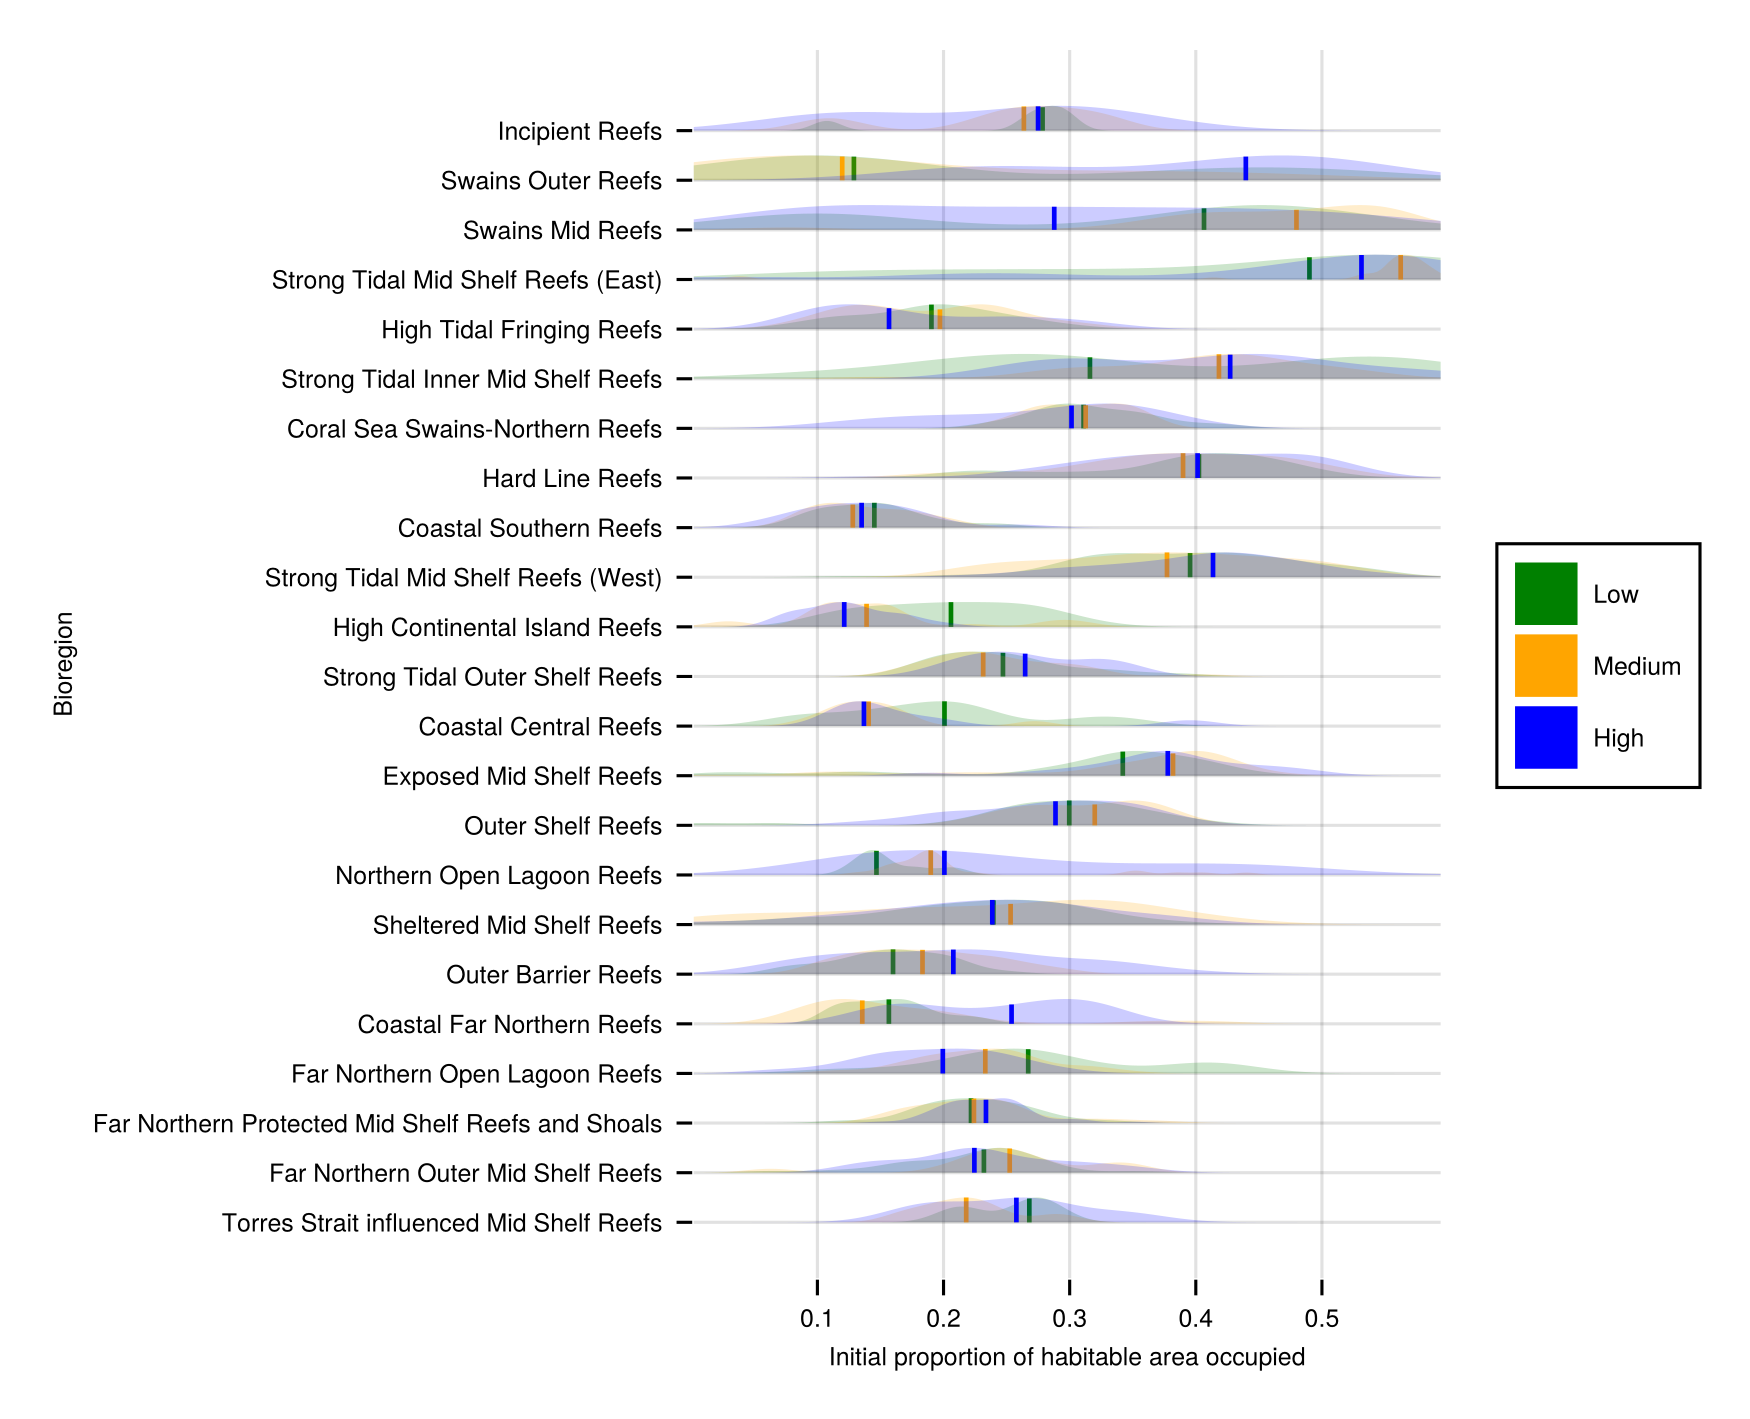 Incipient Reefs
Swains Outer Reefs
Swains Mid Reefs
Strong Tidal Mid Shelf Reefs (East)
High Tidal Fringing Reefs
Strong Tidal Inner Mid Shelf Reefs
Coral Sea Swains-Northern Reefs
Hard Line Reefs
Coastal Southern Reefs
Strong Tidal Mid Shelf Reefs (West)
High Continental Island Reefs
Strong Tidal Outer Shelf Reefs
Coastal Central Reefs
Exposed Mid Shelf Reefs
Outer Shelf Reefs
Northern Open Lagoon Reefs
Sheltered Mid Shelf Reefs
Outer Barrier Reefs
Coastal Far Northern Reefs
Far Northern Open Lagoon Reefs
Far Northern Protected Mid Shelf Reefs and Shoals
Far Northern Outer Mid Shelf Reefs
Torres Strait influenced Mid Shelf Reefs
Bioregion
0.1 0.2 0.3 0.4 0.5
Initial proportion of habitable area occupied
Low
Medium
High